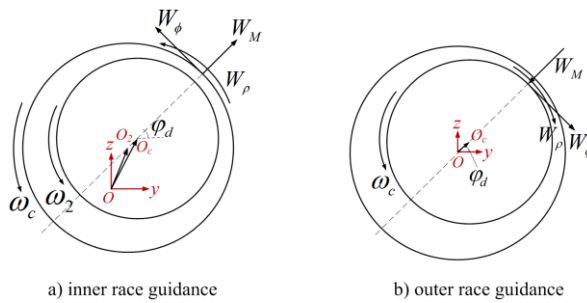 W_ϕ
W_M
W_ρ
O_2
O_c
φ_d
z
y
O
ω_c
ω_2
a) inner race guidance
W_M
W_ρ
W_ϕ
O_c
z
y
O
φ_d
ω_c
b) outer race guidance